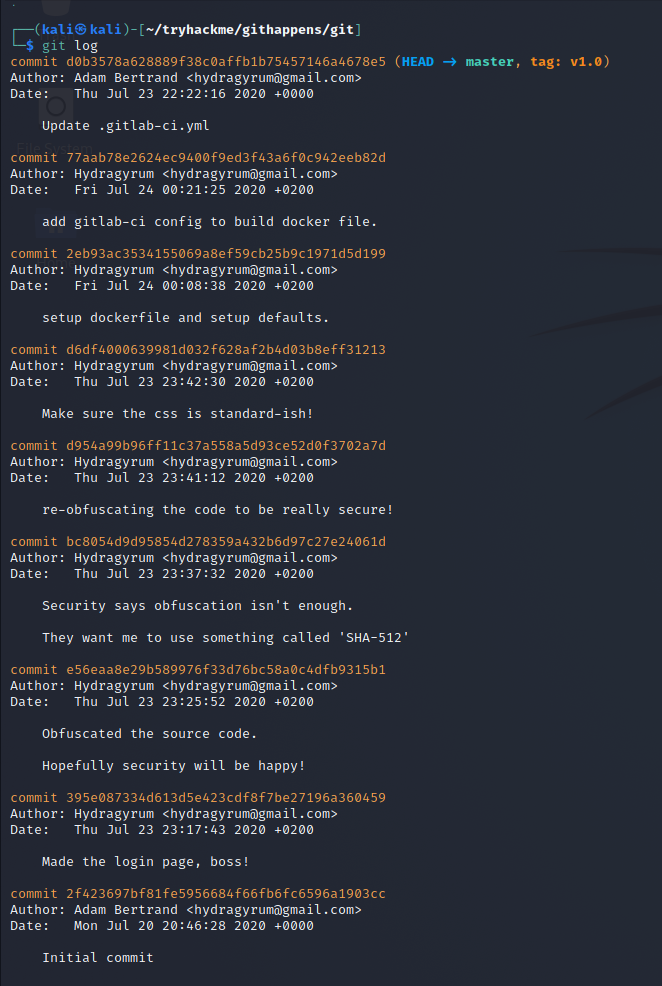 ┌──(kali㉿kali)-[~/tryhackme/githappens/git]
└─$ git log
commit d0b3578a628889f38c0affb1b75457146a4678e5 (HEAD → master, tag: v1.0)
Author: Adam Bertrand <hydragyrum@gmail.com>
Date:   Thu Jul 23 22:22:16 2020 +0000
Update .gitlab-ci.yml
File System
commit 77aab78e2624ec9400f9ed3f43a6f0c942eeb82d
Author: Hydragyrum <hydragyrum@gmail.com>
Date:   Fri Jul 24 00:21:25 2020 +0200
add gitlab-ci config to build docker file.
commit 2eb93ac3534155069a8ef59cb25b9c1971d5d199
Author: Hydragyrum <hydragyrum@gmail.com>
Date:   Fri Jul 24 00:08:38 2020 +0200
setup dockerfile and setup defaults.
commit d6df4000639981d032f628af2b4d03b8eff31213
Author: Hydragyrum <hydragyrum@gmail.com>
Date:   Thu Jul 23 23:42:30 2020 +0200
Make sure the css is standard-ish!
commit d954a99b96ff11c37a558a5d93ce52d0f3702a7d
Author: Hydragyrum <hydragyrum@gmail.com>
Date:   Thu Jul 23 23:41:12 2020 +0200
re-obfuscating the code to be really secure!
commit bc8054d9d95854d278359a432b6d97c27e24061d
Author: Hydragyrum <hydragyrum@gmail.com>
Date:   Thu Jul 23 23:37:32 2020 +0200
Security says obfuscation isn't enough.
They want me to use something called 'SHA-512'
commit e56eaa8e29b589976f33d76bc58a0c4dfb9315b1
Author: Hydragyrum <hydragyrum@gmail.com>
Date:   Thu Jul 23 23:25:52 2020 +0200
Obfuscated the source code.
Hopefully security will be happy!
commit 395e087334d613d5e423cdf8f7be27196a360459
Author: Hydragyrum <hydragyrum@gmail.com>
Date:   Thu Jul 23 23:17:43 2020 +0200
Made the login page, boss!
commit 2f423697bf81fe5956684f66fb6fc6596a1903cc
Author: Adam Bertrand <hydragyrum@gmail.com>
Date:   Mon Jul 20 20:46:28 2020 +0000
Initial commit